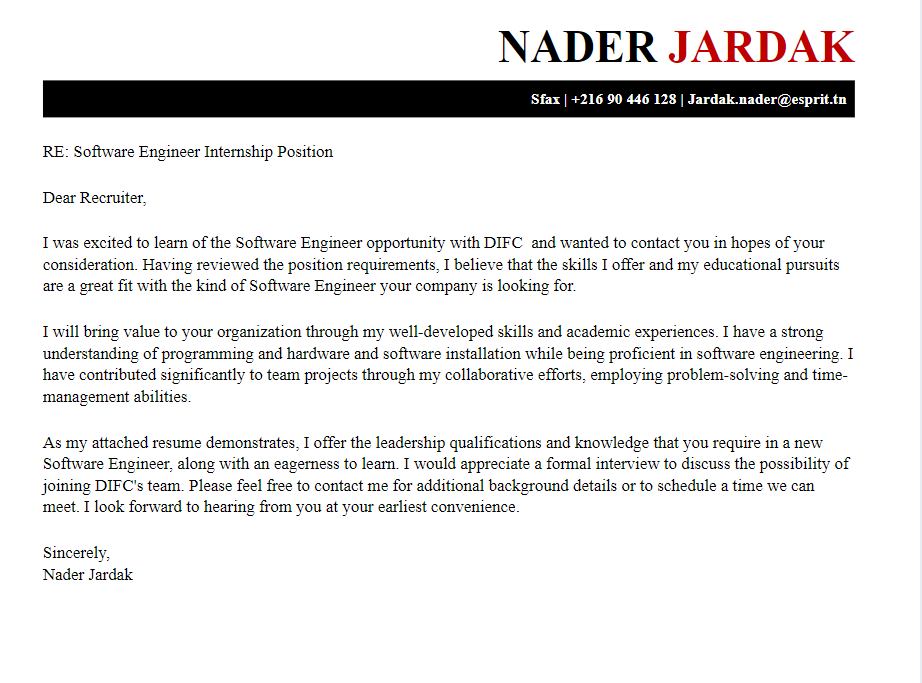 NADER JARDAK
Sfax | +216 90 446 128 | Jardak.nader@esprit.tn
RE: Software Engineer Internship Position
Dear Recruiter,
I was excited to learn of the Software Engineer opportunity with DIFC  and wanted to contact you in hopes of your
consideration. Having reviewed the position requirements, I believe that the skills I offer and my educational pursuits
are a great fit with the kind of Software Engineer your company is looking for.
I will bring value to your organization through my well-developed skills and academic experiences. I have a strong
understanding of programming and hardware and software installation while being proficient in software engineering. I
have contributed significantly to team projects through my collaborative efforts, employing problem-solving and time-
management abilities.
As my attached resume demonstrates, I offer the leadership qualifications and knowledge that you require in a new
Software Engineer, along with an eagerness to learn. I would appreciate a formal interview to discuss the possibility of
joining DIFC's team. Please feel free to contact me for additional background details or to schedule a time we can
meet. I look forward to hearing from you at your earliest convenience.
Sincerely,
Nader Jardak